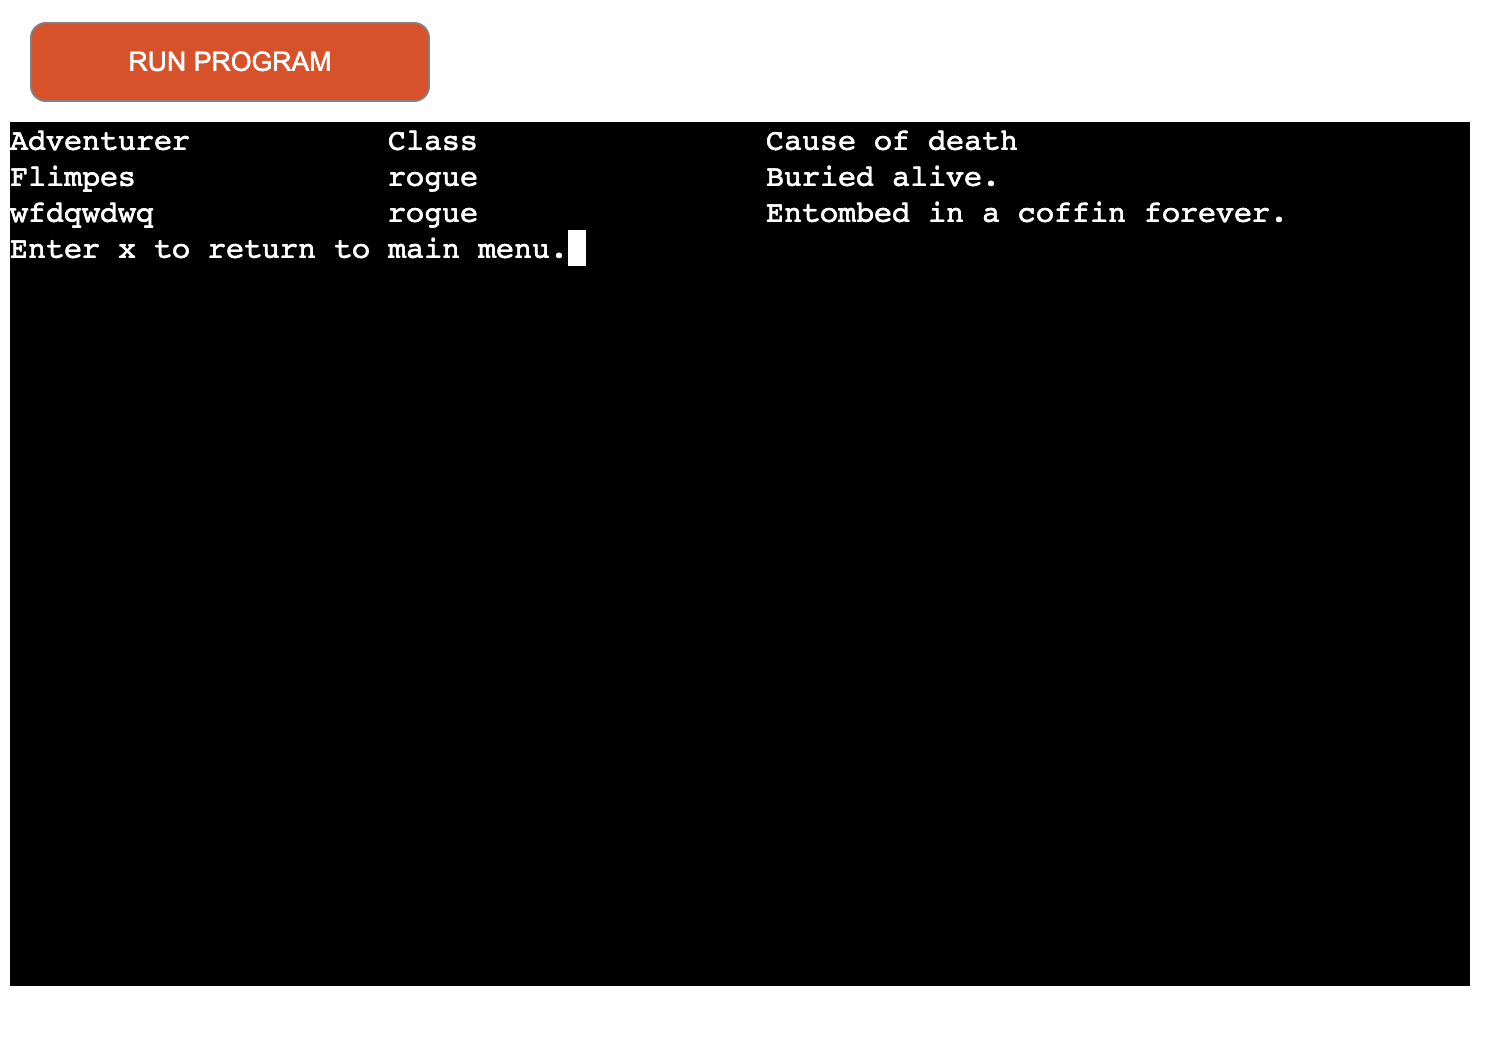 RUN PROGRAM
Adventurer Class Cause of death
Flimpes rogue Buried alive.
wfdqwdwq rogue Entombed in a coffin forever.
Enter x to return to main menu.